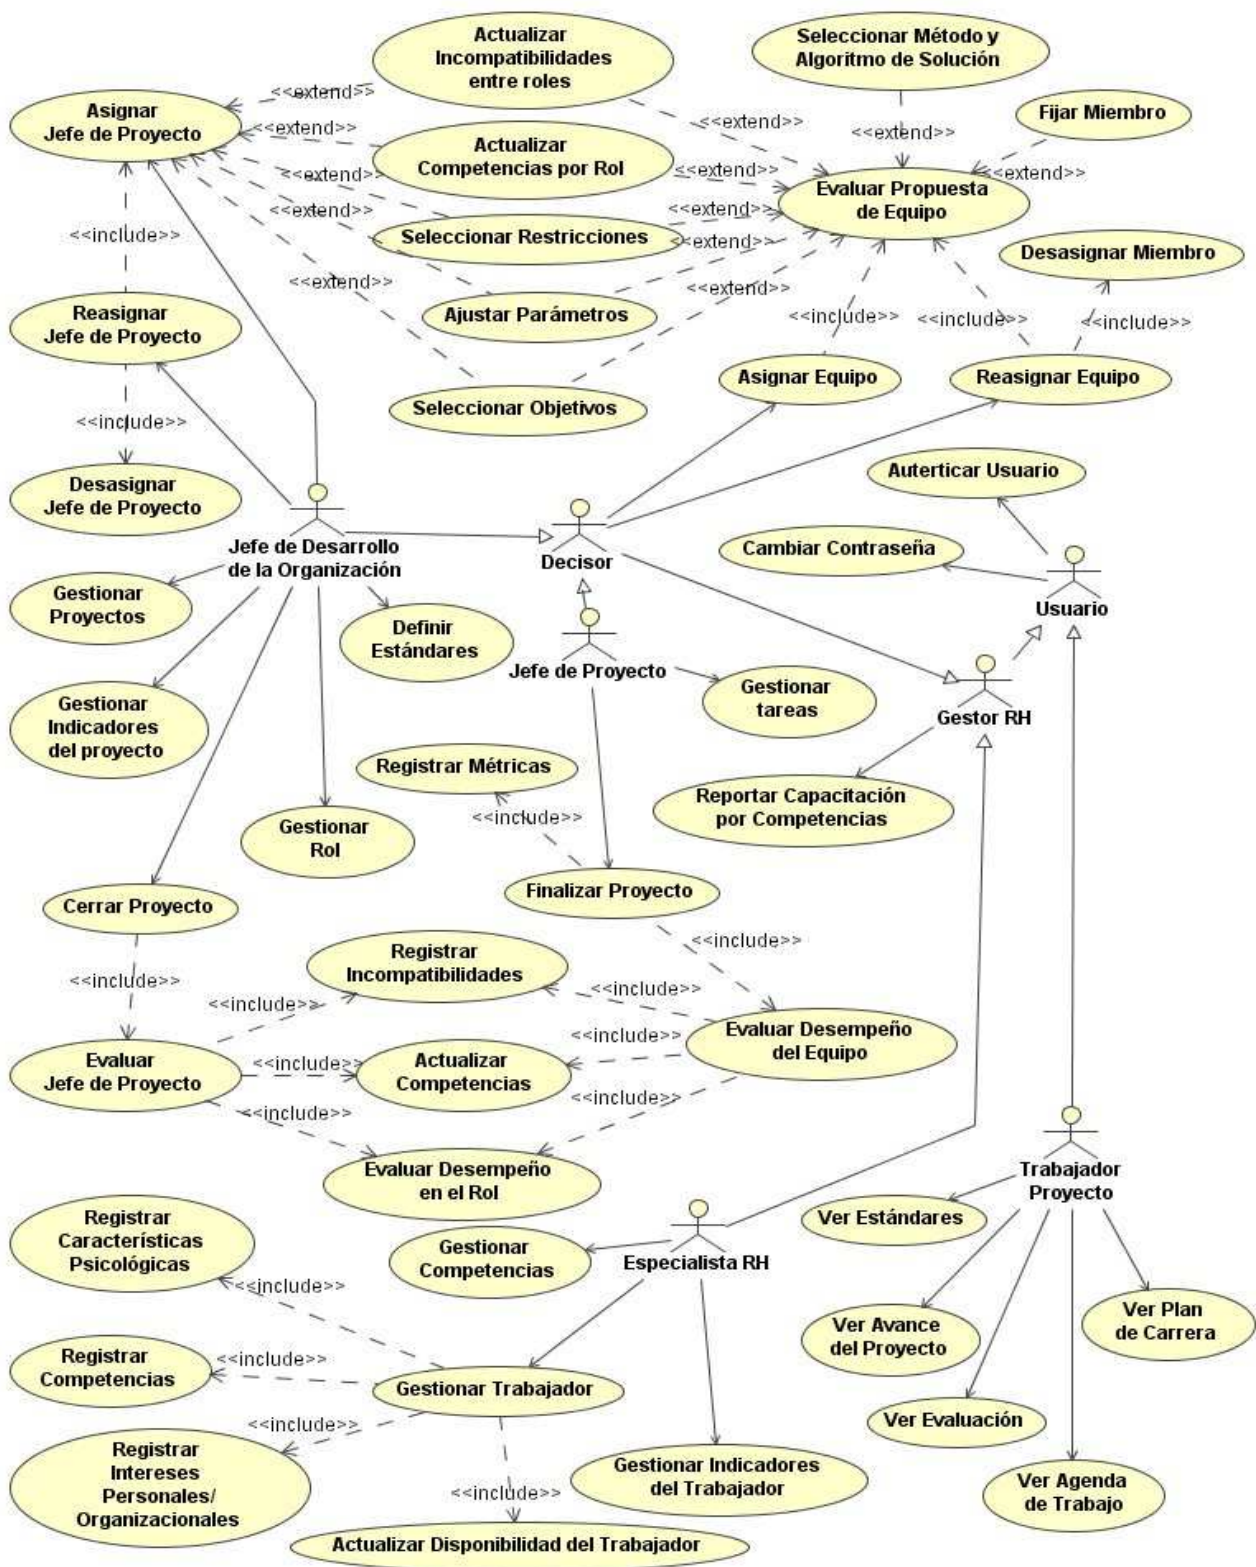 Actualizar
Incompatibilidades
entre roles
Seleccionar Método y
Algoritmo de Solución
Asignar
Jefe de Proyecto
<<extend>>
<<extend>>
<<extend>>
<<extend>>
Fijar Miembro
<<extend>>
Actualizar
Competencias por Rol
<<extend>>
<<extend>>
<<extend>>
Evaluar Propuesta
de Equipo
<<extend>>
<<extend>>
<<include>>
Seleccionar Restricciones
<<extend>>
Desasignar Miembro
<<extend>>
<<extend>>
Reasignar
Jefe de Proyecto
Ajustar Parámetros
<<include>>
<<include>>
<<include>>
Asignar Equipo
Reasignar Equipo
Seleccionar Objetivos
<<include>>
Auterticar Usuario
Desasignar
Jefe de Proyecto
Jefe de Desarrollo
de la Organización
Decisor
Cambiar Contraseña
Usuario
Gestionar
Proyectos
Definir
Estándares
Jefe de Proyecto
Gestionar
tareas
Gestor RH
Gestionar
Indicadores
del proyecto
Registrar Métricas
Reportar Capacitación
por Competencias
<<include>>
Gestionar
Rol
Finalizar Proyecto
Cerrar Proyecto
<<include>>
Registrar
Incompatibilidades
<<include>>
<<include>>
<<include>>
Evaluar Desempeño
del Equipo
<<include>>
Evaluar
Jefe de Proyecto
<<include>>
Actualizar
Competencias
<<include>>
<<include>>
Evaluar Desempeño
en el Rol
Trabajador
Proyecto
Registrar
Características
Psicológicas
Ver Estándares
Gestionar
Competencias
Especialista RH
<<include>>
Ver Avance
del Proyecto
Ver Plan
de Carrera
Registrar
Competencias
<<include>>
Gestionar Trabajador
<<include>>
Ver Evaluación
Registrar
Intereses
Personales/
Organizacionales
Gestionar Indicadores
del Trabajador
Ver Agenda
de Trabajo
<<include>>
Actualizar Disponibilidad del Trabajador